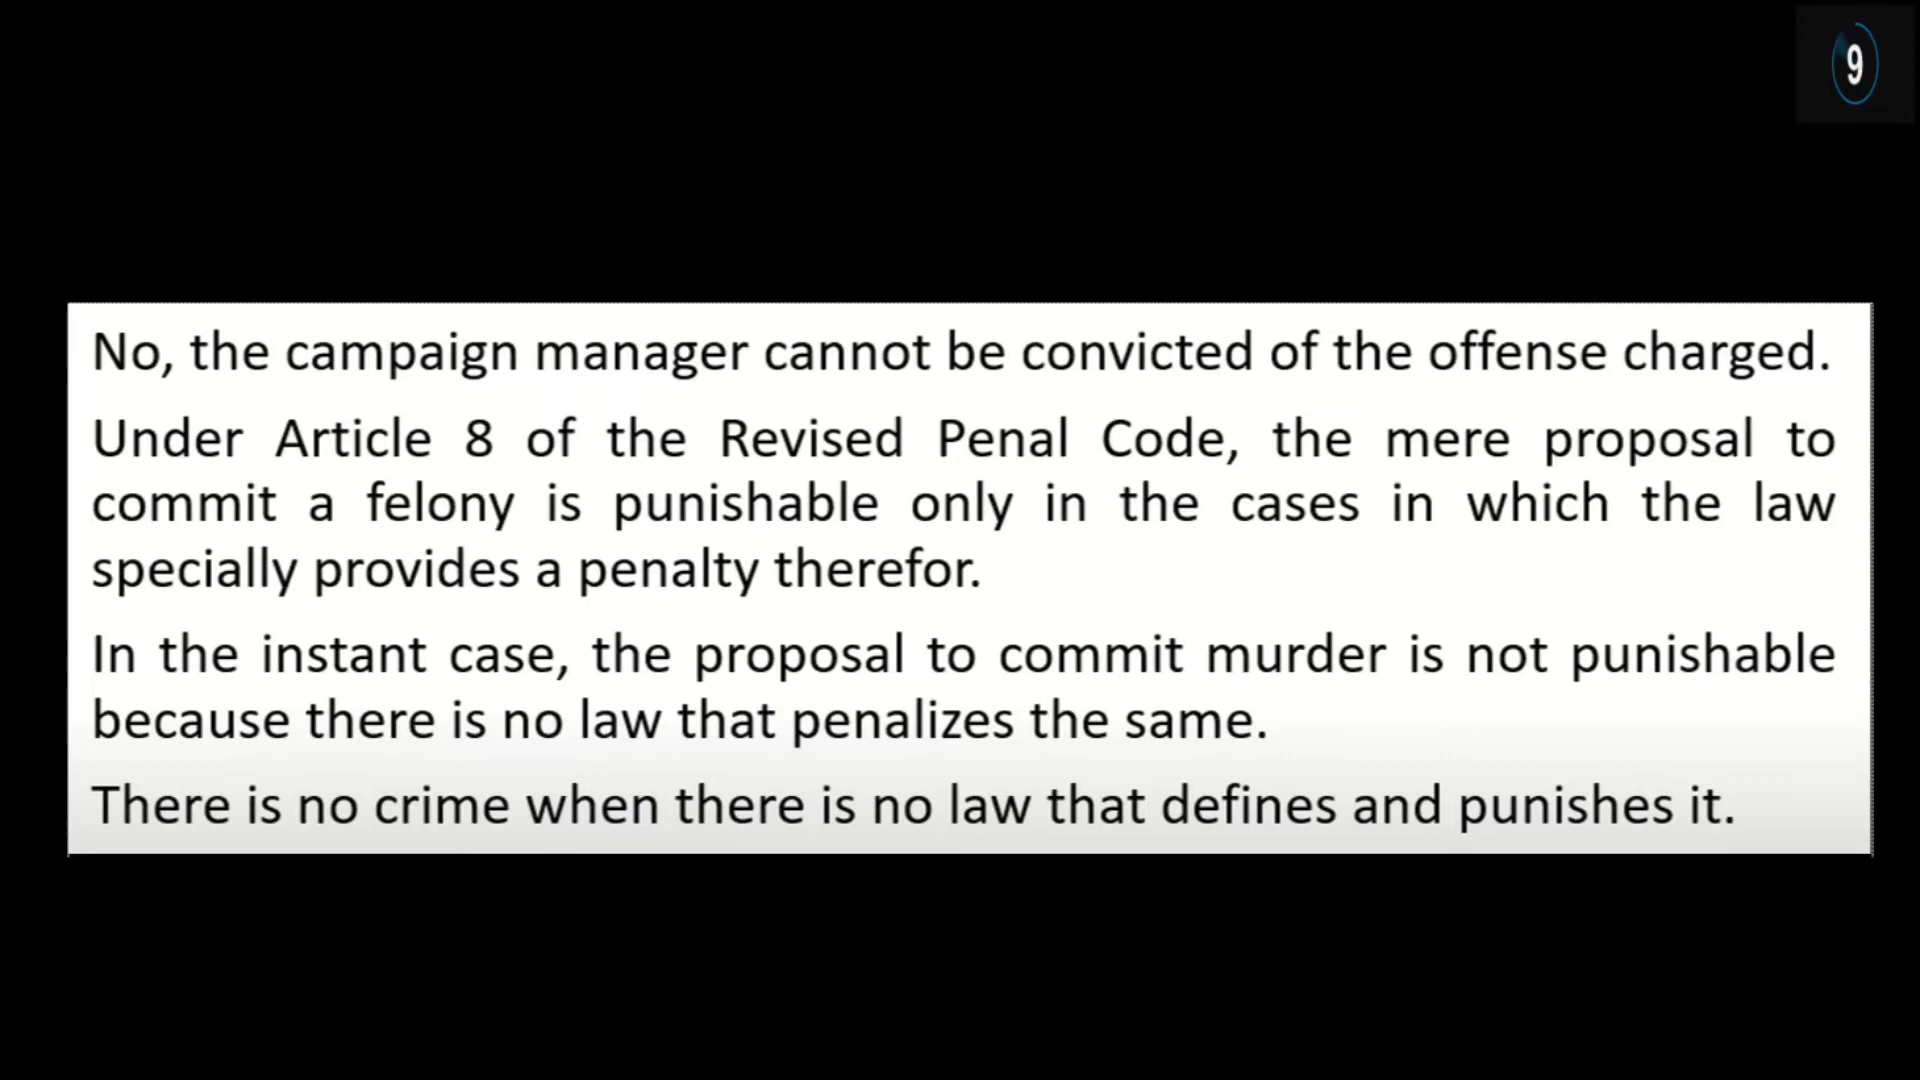 9
No, the campaign manager cannot be convicted of the offense charged.
Under Article 8 of the Revised Penal Code, the mere proposal to
commit a felony is punishable only in the cases in which the law
specially provides a penalty therefor.
In the instant case, the proposal to commit murder is not punishable
because there is no law that penalizes the same.
There is no crime when there is no law that defines and punishes it.